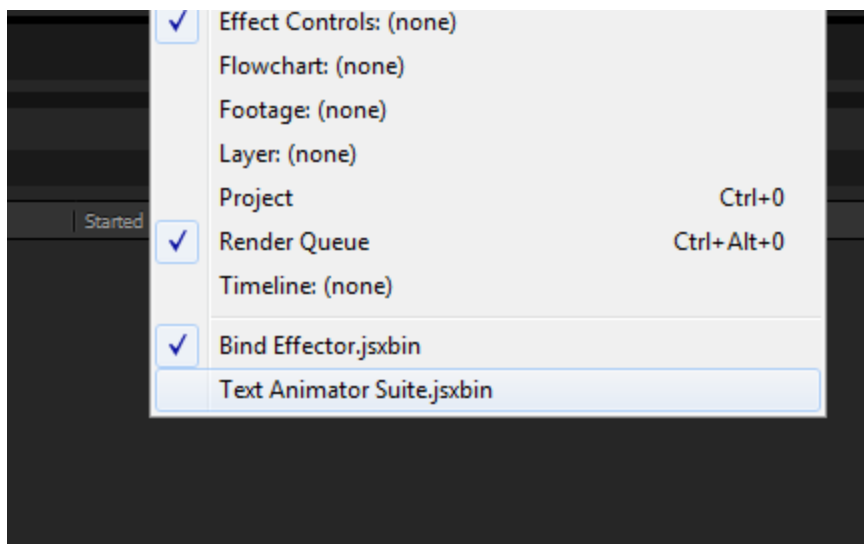 Effect Controls: (none)
Flowchart: (none)
Footage: (none)
Layer: (none)
Project Ctrl+0
Started
Render Queue Ctrl+Alt+0
Timeline: (none)
Bind Effector.jsxbin
Text Animator Suite.jsxbin